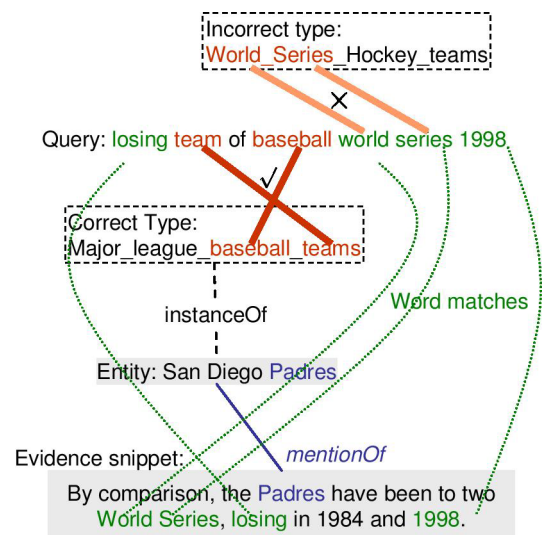 Incorrect type:
World_Series_Hockey_teams
Query: losing team of baseball world series 1998
Correct Type:
Major_league_baseball_teams
Word matches
instanceOf
Entity: San Diego Padres
mentionOf
Evidence snippet:
By comparison, the Padres have been to two
World Series, losing in 1984 and 1998.